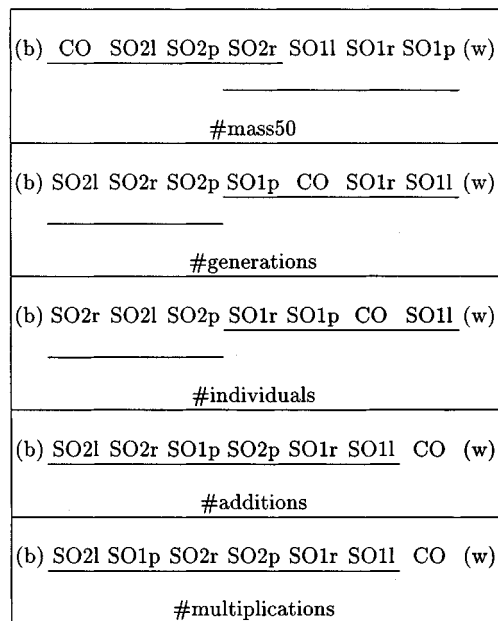 (b) CO SO2l SO2p SO2r SO1l SO1r SO1p (w)
#mass50
(b) SO2l SO2r SO2p SO1p CO SO1r SO1l (w)
#generations
(b) SO2r SO2l SO2p SO1r SO1p CO SO1l (w)
#individuals
(b) SO2l SO2r SO1p SO2p SO1r SO1l CO (w)
#additions
(b) SO2l SO1p SO2r SO2p SO1r SO1l CO (w)
#multiplications